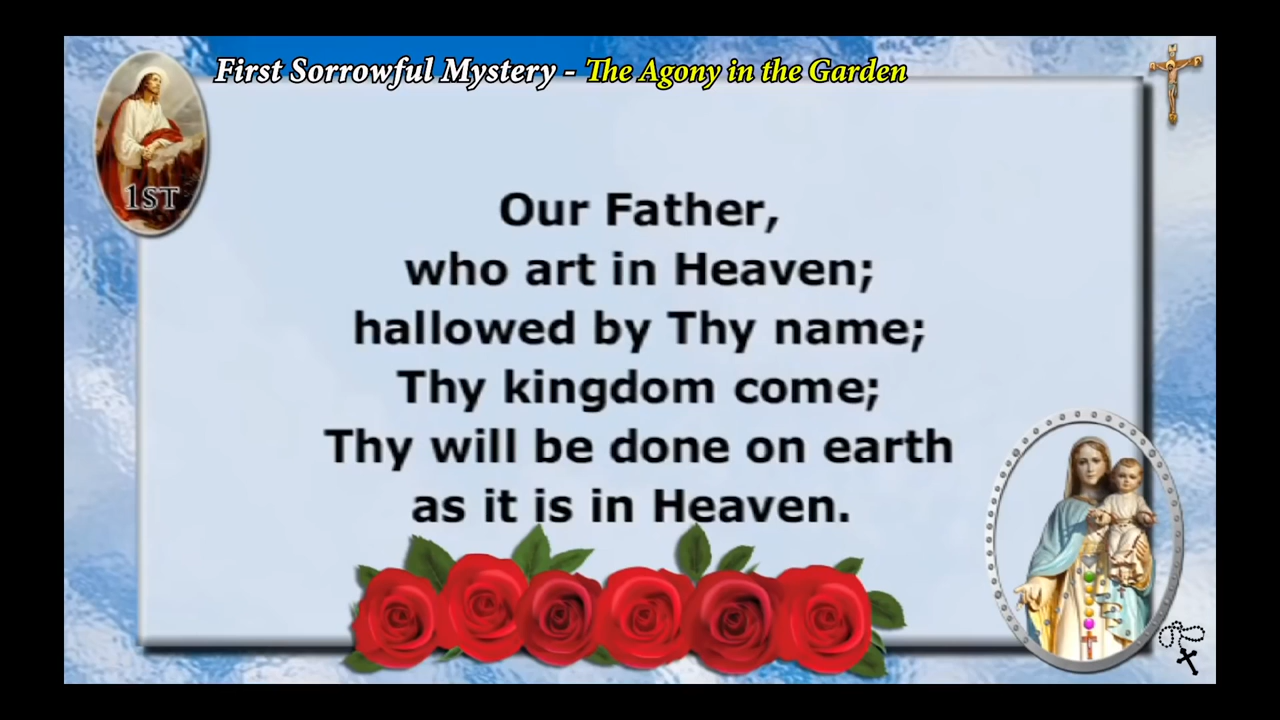 First Sorrowful Mystery - The Agony in the Garden
1ST
Our Father,
who art in Heaven;
hallowed by Thy name;
Thy kingdom come;
Thy will be done on earth
as it is in Heaven.